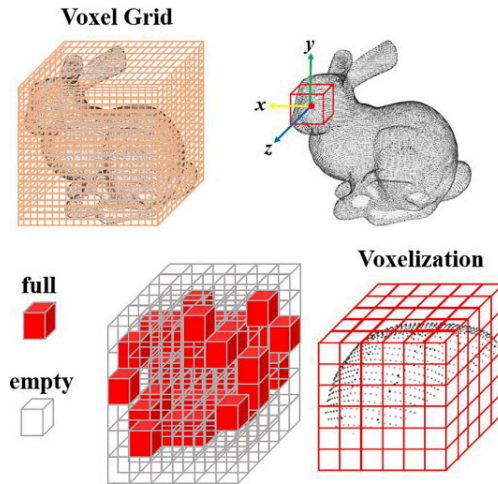 Voxel Grid
y
x
z
full
empty
Voxelization